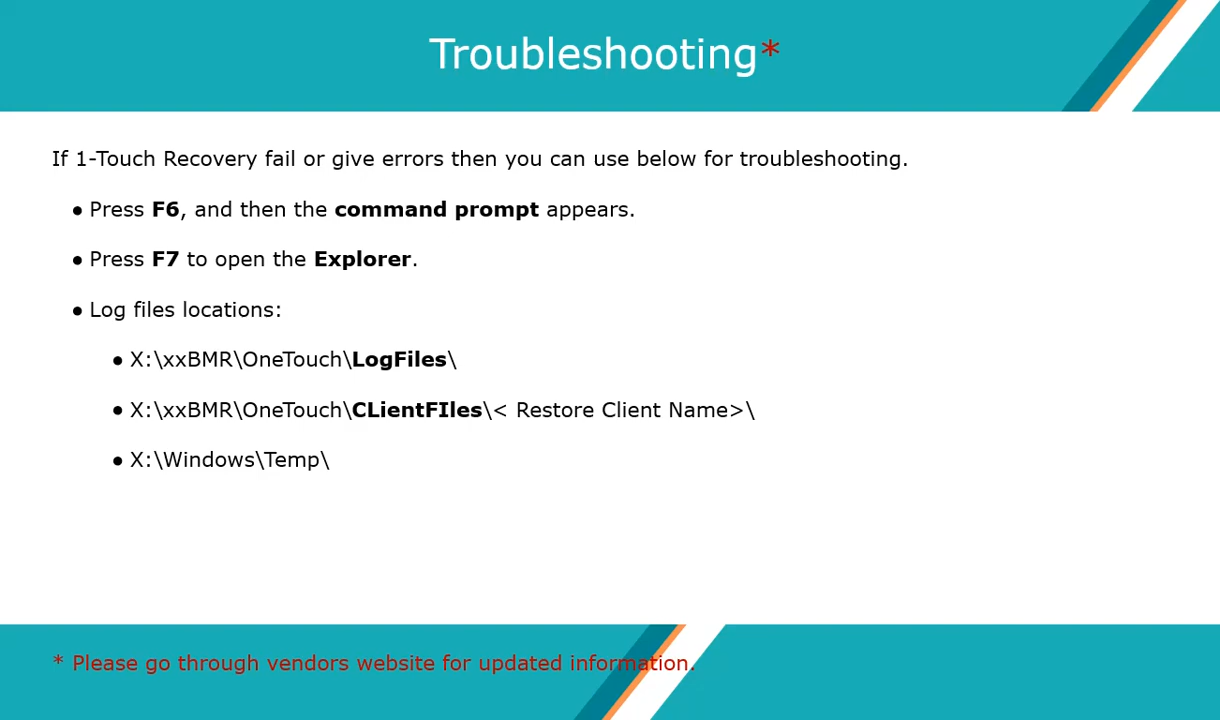 Troubleshooting*
If 1-Touch Recovery fail or give errors then you can use below for troubleshooting.
● Press F6, and then the command prompt appears.
● Press F7 to open the Explorer.
● Log files locations:
● X:\xxBMR\OneTouch\LogFiles\
● X:\xxBMR\OneTouch\CLientFIles\< Restore Client Name>\
● X:\Windows\Temp\
* Please go through vendors website for updated information.